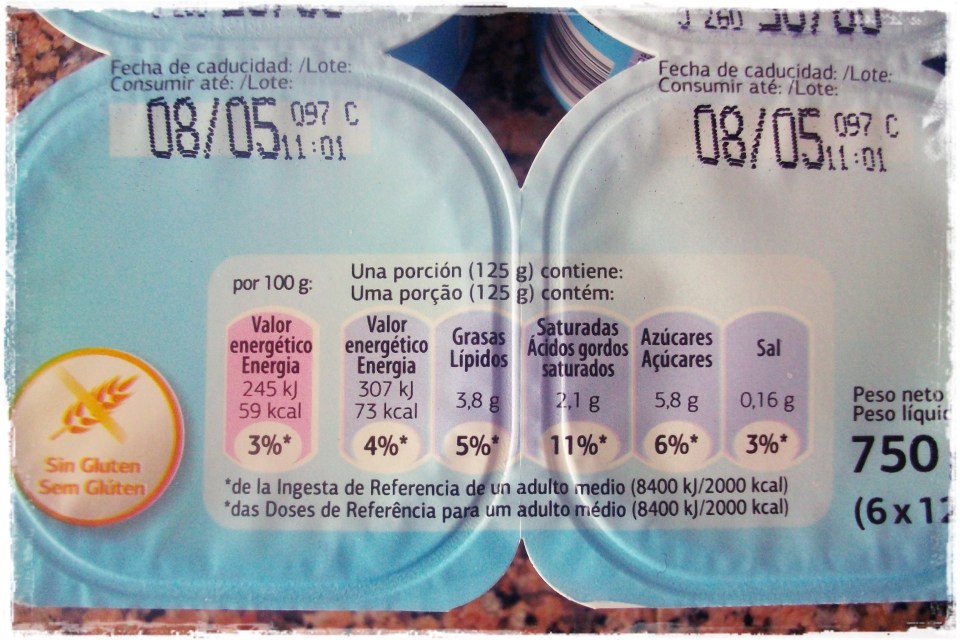 Fecha de caducidad: /Lote:
Consumir até: /Lote:
08/05 097 C
11:01
Fecha de caducidad: /Lote:
Consumir até: /Lote:
08/05 097 C
11:01
por 100 g:
Una porción (125 g) contiene:
Uma porção (125 g) contém:
Valor
energético
Energia
245 kJ
59 kcal
3%*
Valor
energético
Energia
307 kJ
73 kcal
4%*
Grasas
Lípidos
3,8 g
5%*
Saturadas
Ácidos gordos
saturados
2,1 g
11%*
Azúcares
Açúcares
5,8 g
6%*
Sal
0,16 g
3%*
*de la Ingesta de Referencia de un adulto medio (8400 kJ/2000 kcal)
*das Doses de Referência para um adulto médio (8400 kJ/2000 kcal)
Sin Gluten
Sem Glúten
Peso neto
Peso
750
(6 x